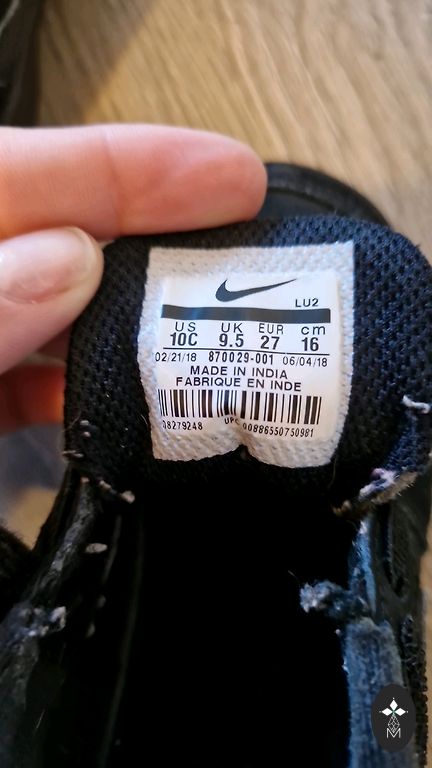 LU2
US UK EUR cm
10C 9.5 27 16
02/21/18 870029-001 06/04/18
MADE IN INDIA
FABRIQUE EN INDE
08279248 UPC 00886550750981
M